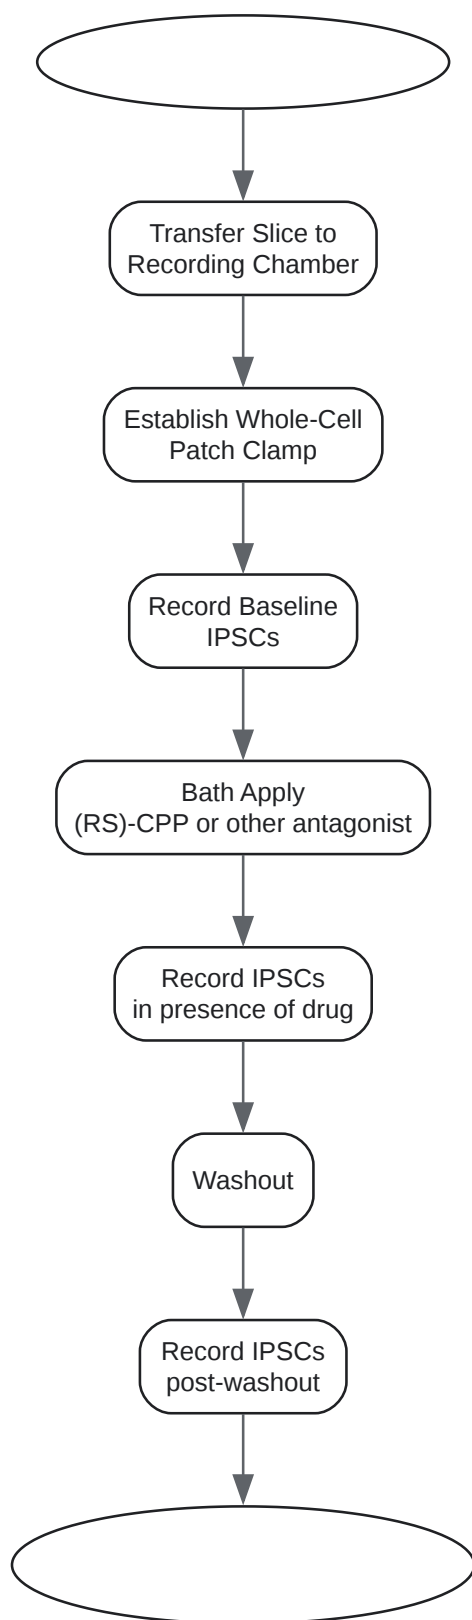 Transfer Slice to
Recording Chamber
Establish Whole-Cell
Patch Clamp
Record Baseline
IPSCs
Bath Apply
(RS)-CPP or other antagonist
Record IPSCs
in presence of drug
Washout
Record IPSCs
post-washout